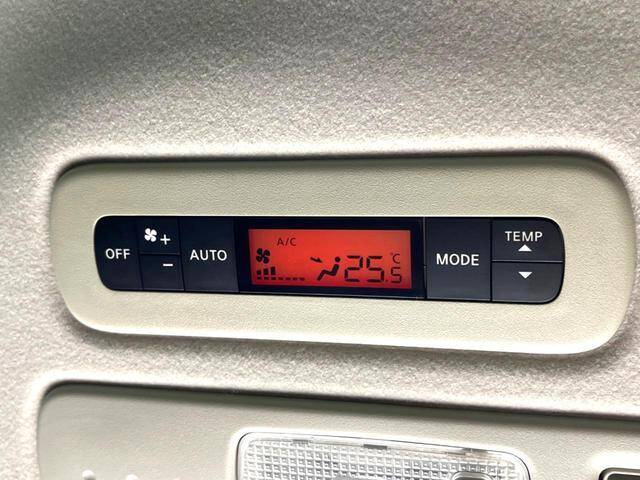 OFF
+
-
AUTO
A/C
25.5
°C
MODE
TEMP